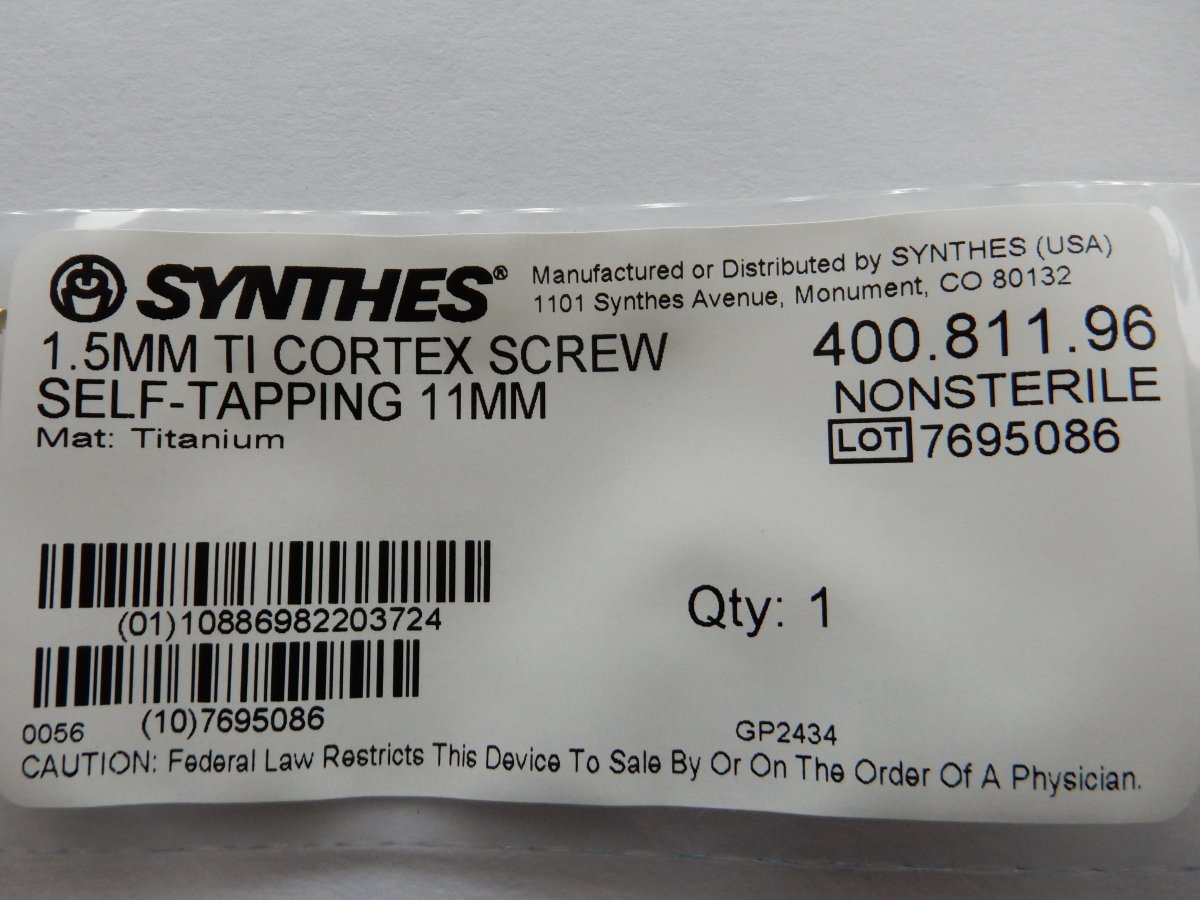 SYNTHES®
Manufactured or Distributed by SYNTHES (USA)
1101 Synthes Avenue, Monument, CO 80132
1.5MM TI CORTEX SCREW
SELF-TAPPING 11MM
Mat: Titanium
400.811.96
NONSTERILE
LOT 7695086
(01)10886982203724
Qty: 1
(10)7695086
0056
GP2434
CAUTION: Federal Law Restricts This Device To Sale By Or On The Order Of A Physician.